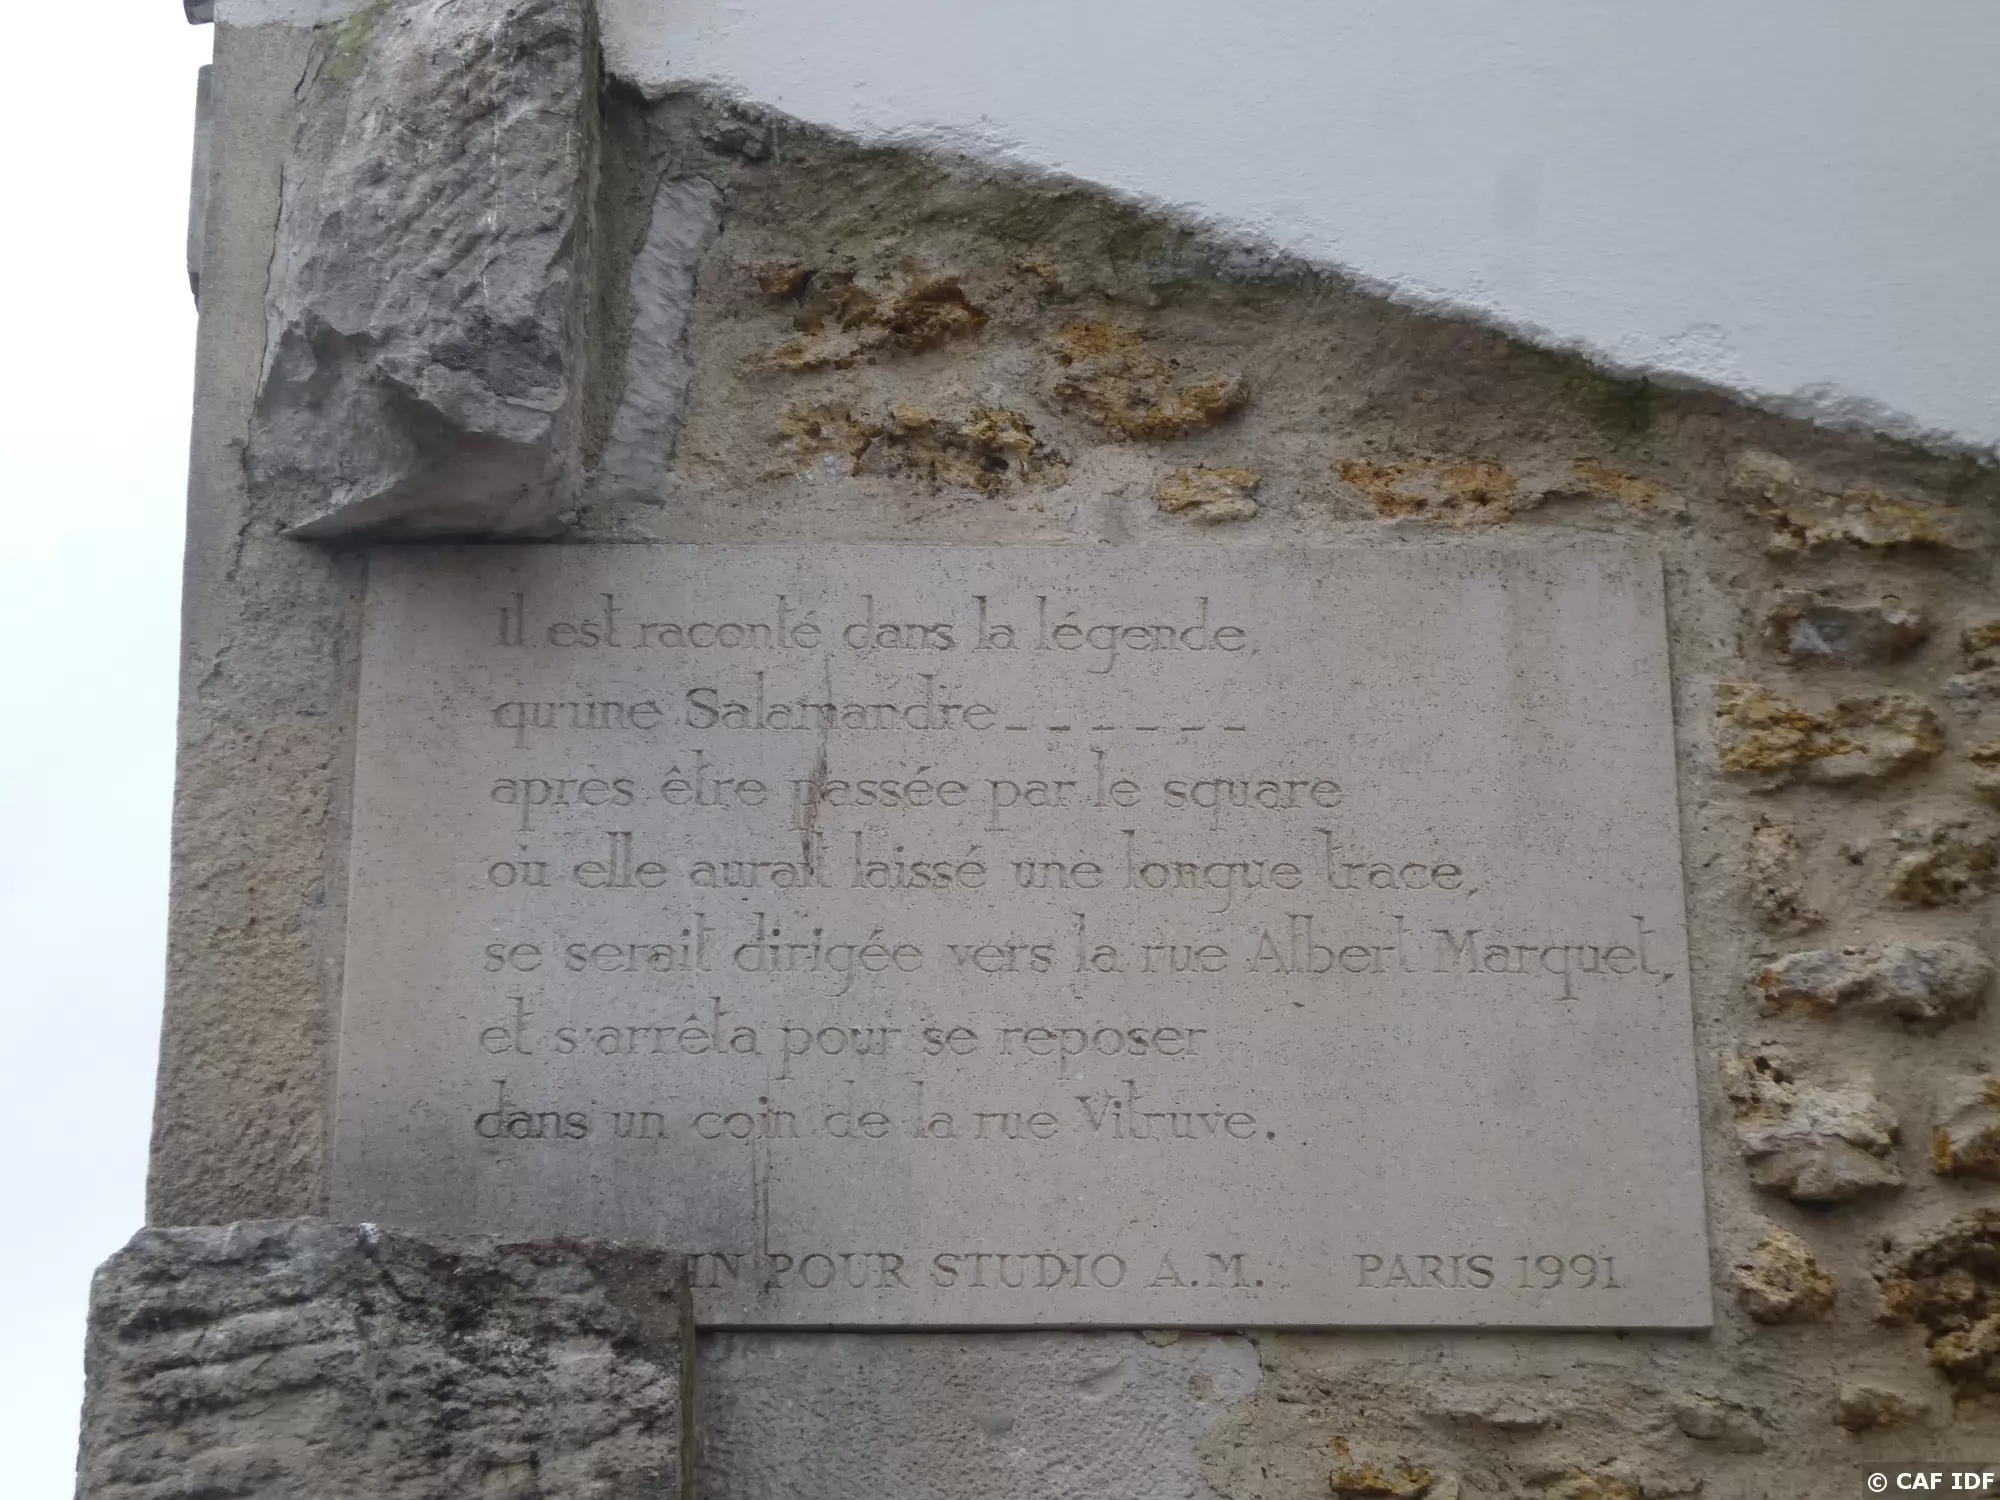 il est raconté dans la légende,
qu'une Salamandre_ _ _ _ _ _
après être passée par le square
où elle aurait laissé une longue trace,
se serait dirigée vers la rue Albert Marquet,
et s'arrêta pour se reposer
dans un coin de la rue Vitruve.
IN POUR STUDIO A.M. PARIS 1991
© CAF IDF